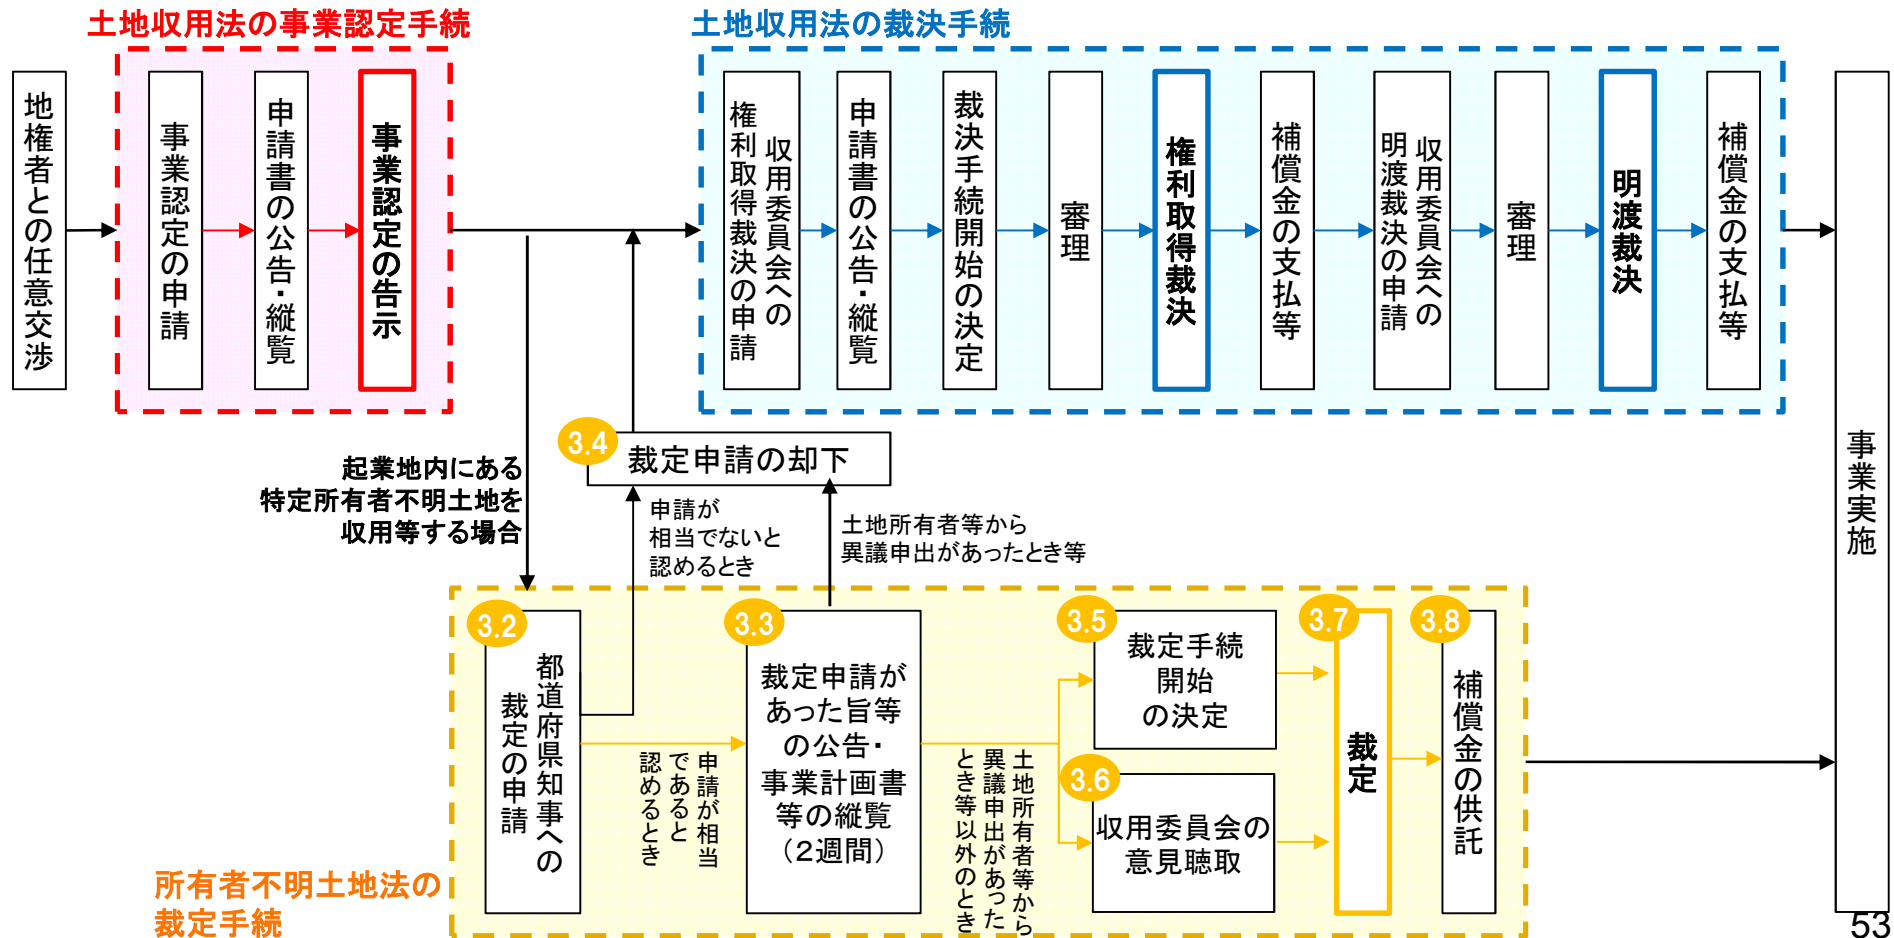 土地収用法の事業認定手続
土地収用法の裁決手続
地権者との任意交渉
事業認定の申請
申請書の公告・縦覧
事業認定の告示
収用委員会への
権利取得裁決の申請
申請書の公告・縦覧
裁決手続開始の決定
審理
権利取得裁決
補償金の支払等
収用委員会への
明渡裁決の申請
審理
明渡裁決
補償金の支払等
事業実施
3.4
裁定申請の却下
起業地内にある
特定所有者不明土地を
収用等する場合
申請が
相当でないと
認めるとき
土地所有者等から
異議申出があったとき等
3.2
都道府県知事への
裁定の申請
申請が相当
であると
認めるとき
3.3
裁定申請が
あった旨等
の公告・
事業計画書
等の縦覧
（２週間）
土地所有者等から
異議申出があった
とき等以外のとき
3.5
裁定手続
開始
の決定
3.6
収用委員会の
意見聴取
3.7
裁定
3.8
補償金の供託
所有者不明土地法の
裁定手続
53